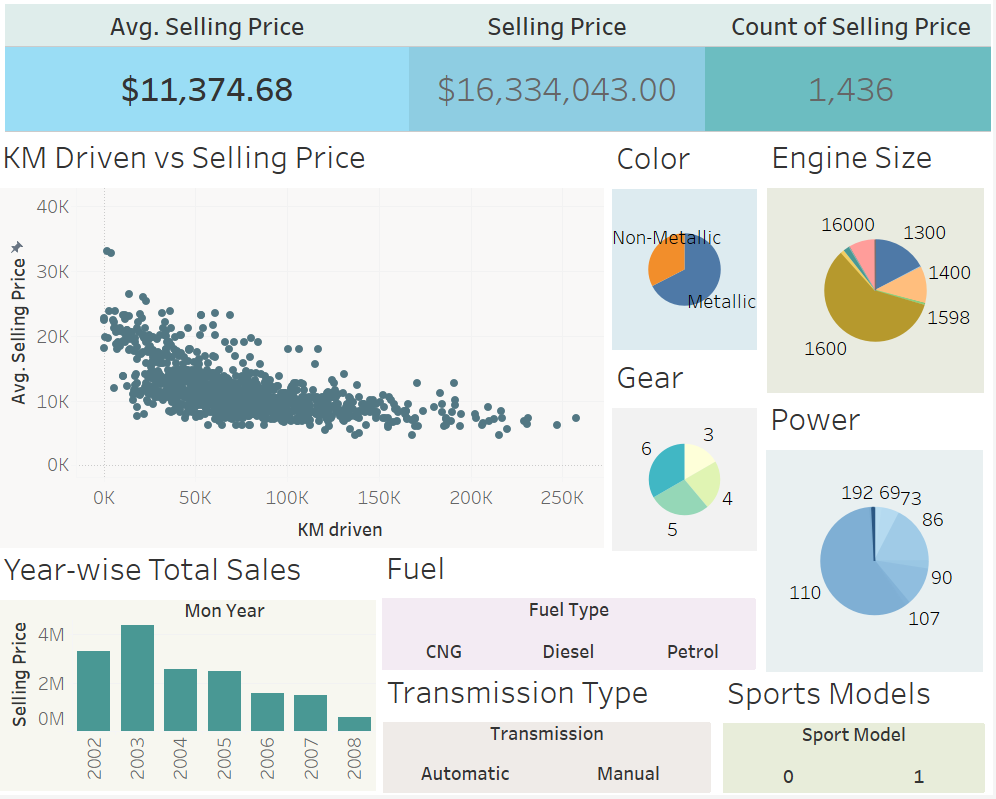 Avg. Selling Price
Selling Price
Count of Selling Price
$11,374.68
$16,334,043.00
1,436
KM Driven vs Selling Price
40K
30K
20K
10K
0K
Avg. Selling Price
0K
50K
100K
150K
200K
250K
KM driven
Color
Non-Metallic
Metallic
Engine Size
16000
1300
1400
1598
1600
Gear
3
4
5
6
Power
192
69
73
86
90
107
110
Year-wise Total Sales
Mon Year
Selling Price
4M
2M
0M
2002
2003
2004
2005
2006
2007
2008
Fuel
Fuel Type
CNG
Diesel
Petrol
Transmission Type
Transmission
Automatic
Manual
Sports Models
Sport Model
0
1